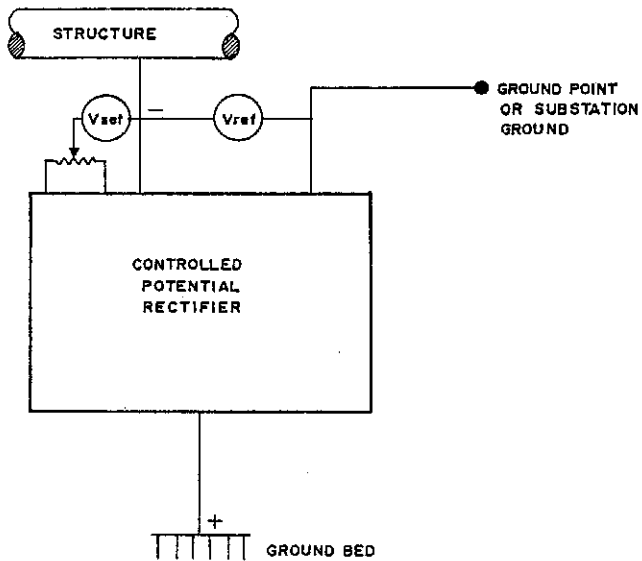 STRUCTURE
Vset
−
Vref
GROUND POINT
OR SUBSTATION
GROUND
CONTROLLED
POTENTIAL
RECTIFIER
+
GROUND BED